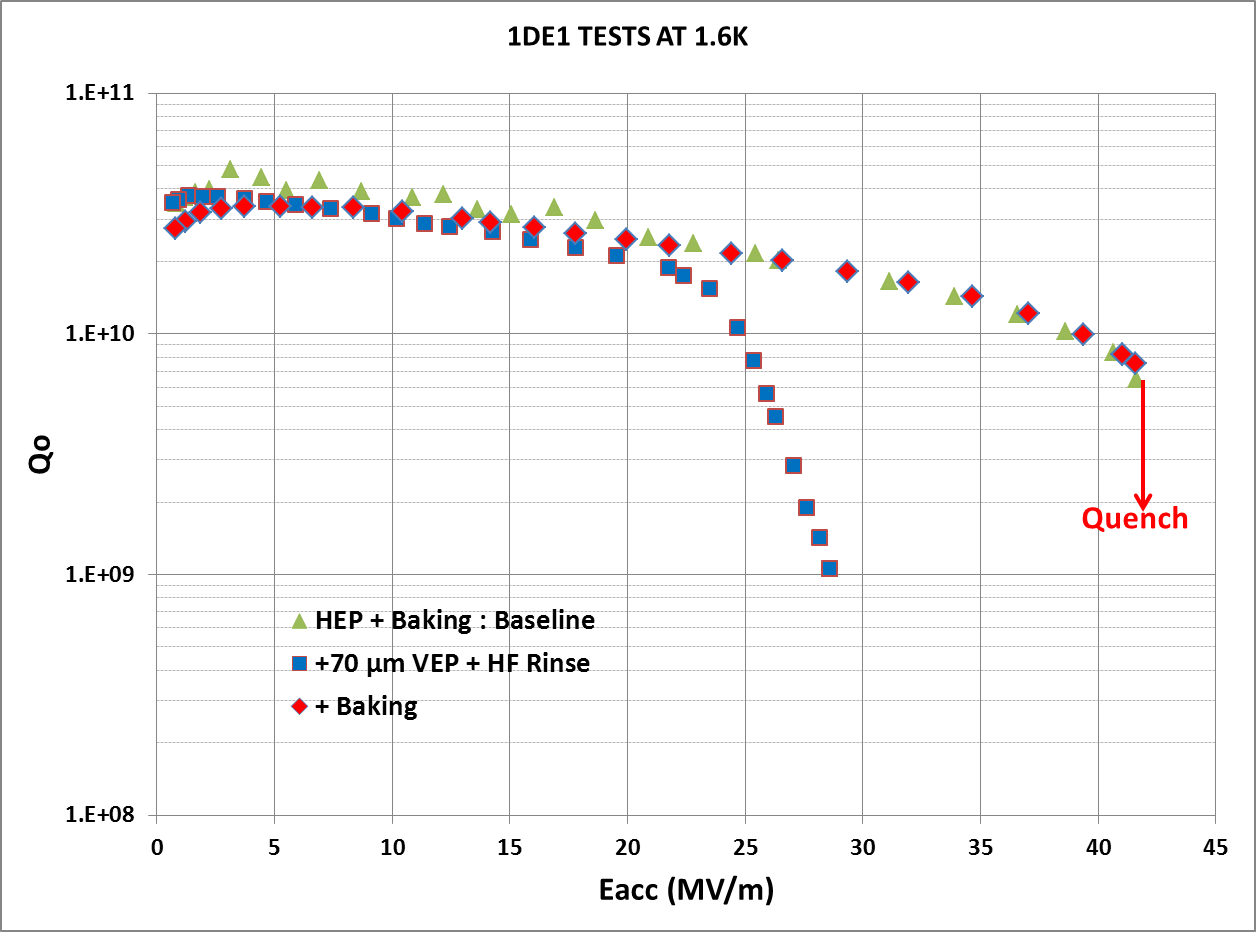 1DE1 TESTS AT 1.6K
1.E+11
1.E+10
1.E+09
1.E+08
Qo
Quench
HEP + Baking : Baseline
+70 µm VEP + HF Rinse
+ Baking
0 5 10 15 20 25 30 35 40 45
Eacc (MV/m)